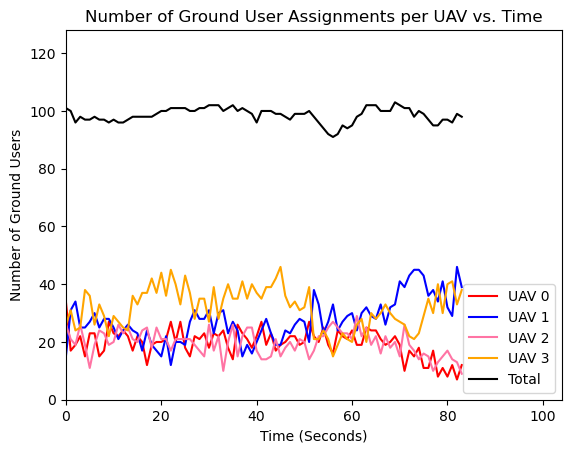 Number of Ground User Assignments per UAV vs. Time
120
100
80
60
40
20
0
Number of Ground Users
0
20
40
60
80
100
Time (Seconds)
UAV 0
UAV 1
UAV 2
UAV 3
Total